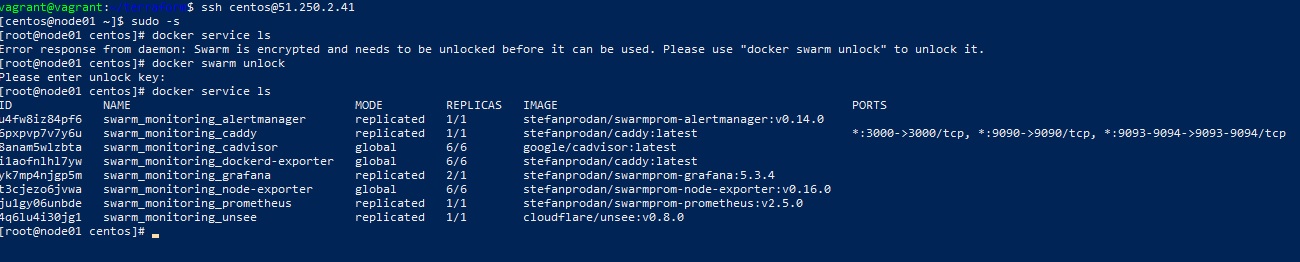 vagrant@vagrant: $ ssh centos@51.250.2.41
[centos@node01 ~]$ sudo -s
[root@node01 centos]# docker service ls
Error response from daemon: Swarm is encrypted and needs to be unlocked before it can be used. Please use "docker swarm unlock" to unlock it.
[root@node01 centos]# docker swarm unlock
Please enter unlock key:
[root@node01 centos]# docker service ls
ID NAME MODE REPLICAS IMAGE PORTS
u4fw8iz84pf6 swarm_monitoring_alertmanager replicated 1/1 stefanprodan/swarmprom-alertmanager:v0.14.0
6pxpvp7v7y6u swarm_monitoring_caddy replicated 1/1 stefanprodan/caddy:latest *:3000->3000/tcp, *:9090->9090/tcp, *:9093-9094->9093-9094/tcp
8anam5wlzbta swarm_monitoring_cadvisor global 6/6 google/cadvisor:latest
i1aofnlhl7yw swarm_monitoring_dockerd-exporter global 6/6 stefanprodan/caddy:latest
yk7mp4njgp5m swarm_monitoring_grafana replicated 2/1 stefanprodan/swarmprom-grafana:5.3.4
t3cjezo6jvwa swarm_monitoring_node-exporter global 6/6 stefanprodan/swarmprom-node-exporter:v0.16.0
ju1gy06unbde swarm_monitoring_prometheus replicated 1/1 stefanprodan/swarmprom-prometheus:v2.5.0
4q6lu4i30jg1 swarm_monitoring_unsee replicated 1/1 cloudflare/unsee:v0.8.0
[root@node01 centos]#